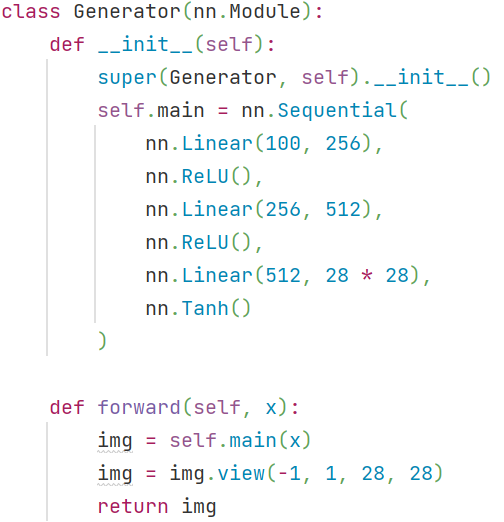 class Generator(nn.Module):
    def __init__(self):
        super(Generator, self).__init__()
        self.main = nn.Sequential(
            nn.Linear(100, 256),
            nn.ReLU(),
            nn.Linear(256, 512),
            nn.ReLU(),
            nn.Linear(512, 28 * 28),
            nn.Tanh()
        )

    def forward(self, x):
        img = self.main(x)
        img = img.view(-1, 1, 28, 28)
        return img